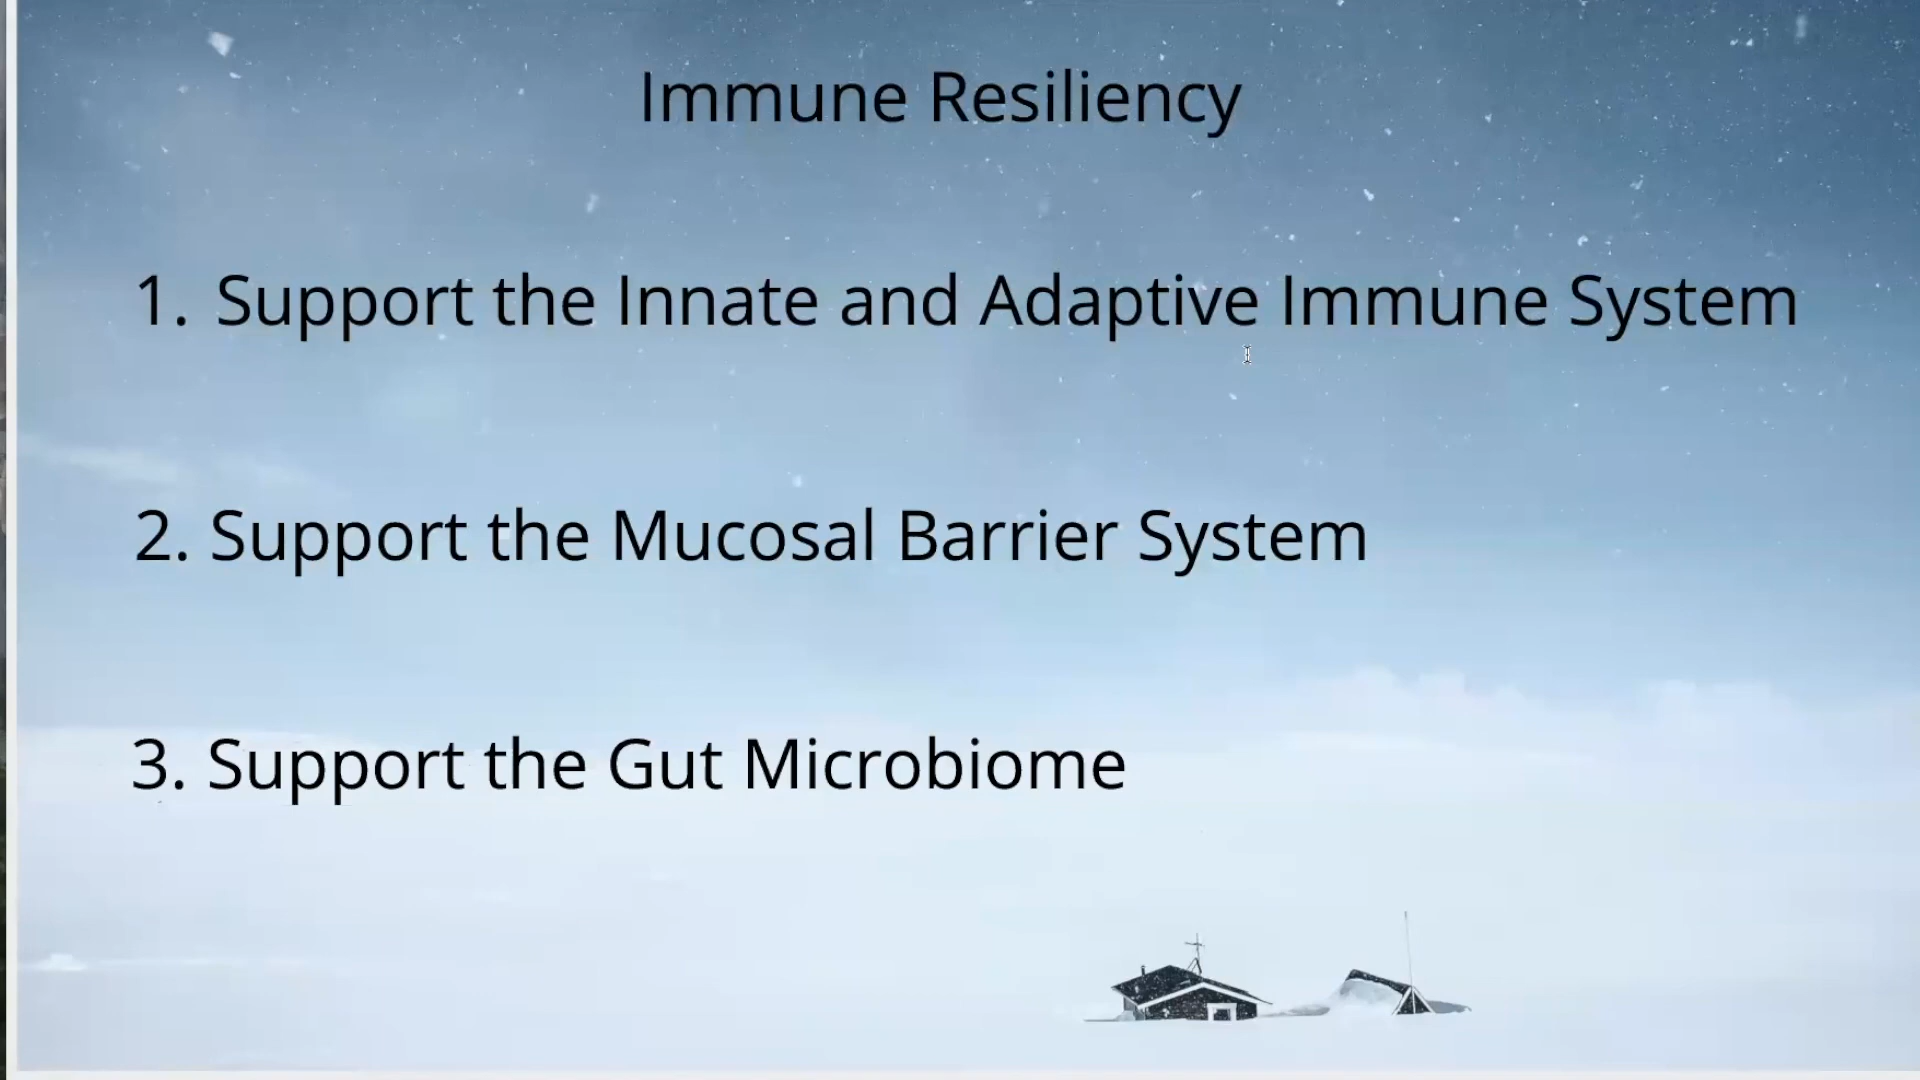 Immune Resiliency
1. Support the Innate and Adaptive Immune System
2. Support the Mucosal Barrier System
3. Support the Gut Microbiome